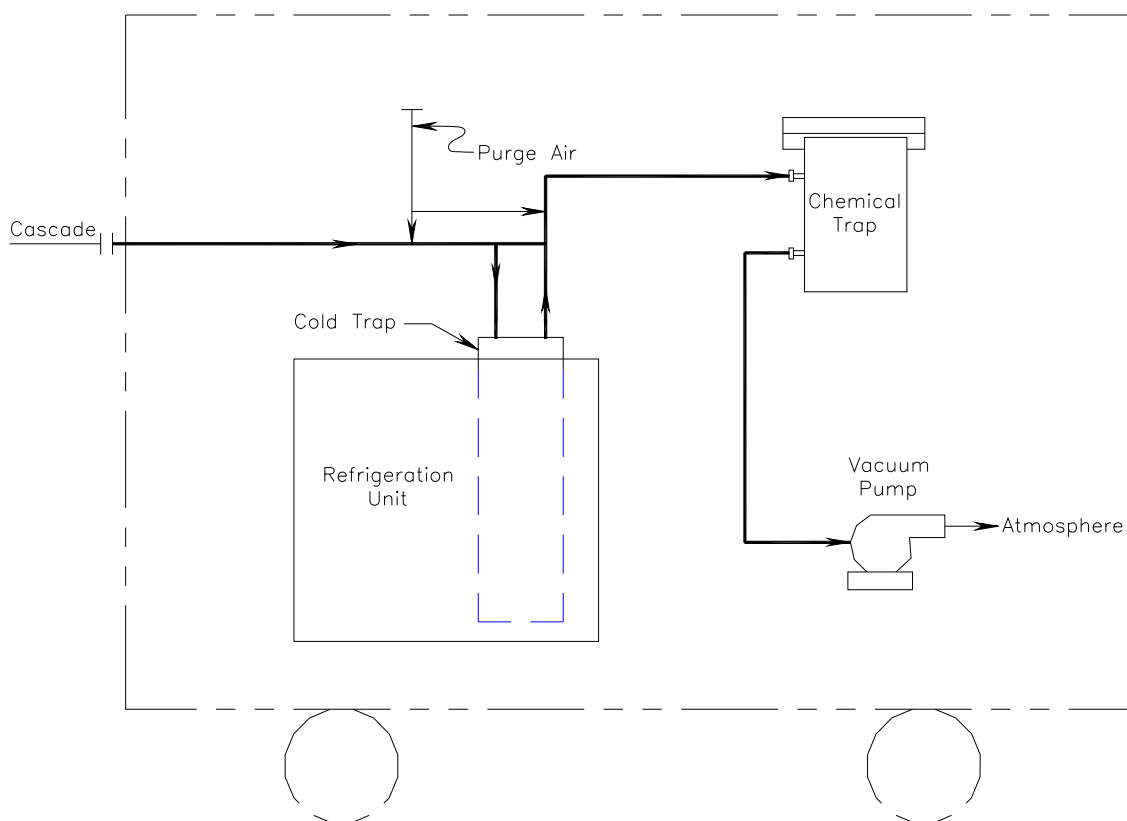 Purge Air
Chemical
Trap
Cascade
Cold Trap
Refrigeration
Unit
Vacuum
Pump
Atmosphere